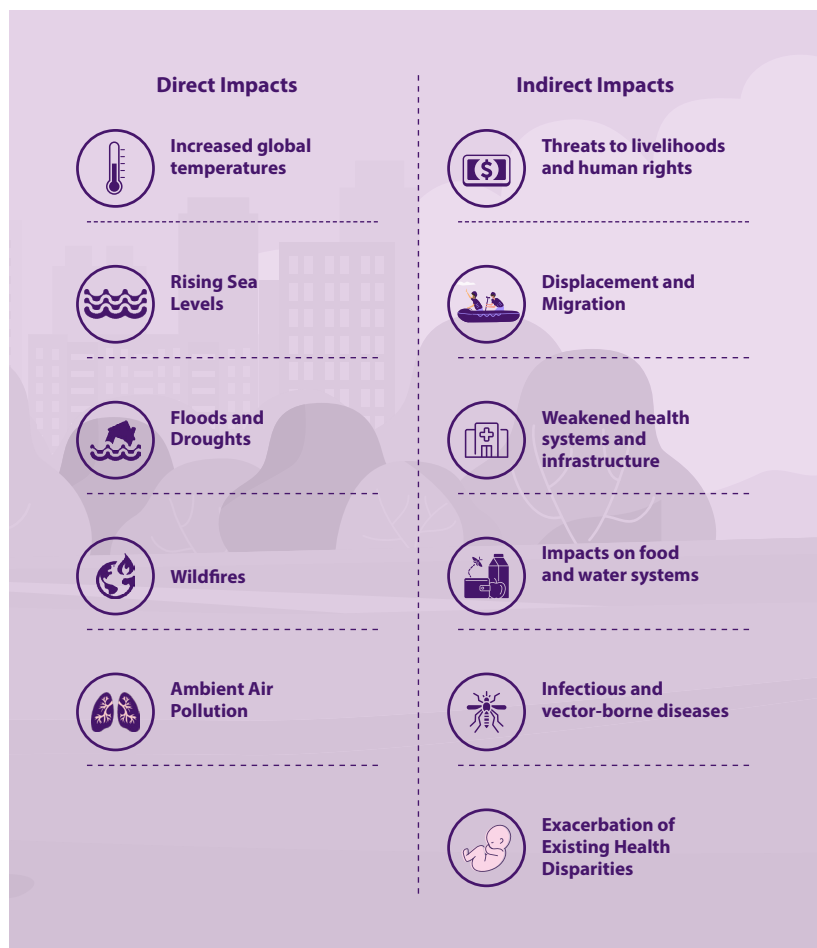 Direct Impacts
Increased global
temperatures
Rising Sea
Levels
Floods and
Droughts
Wildfires
Ambient Air
Pollution
Indirect Impacts
Threats to livelihoods
and human rights
$
Displacement and
Migration
Weakened health
systems and
infrastructure
Impacts on food
and water systems
Infectious and
vector-borne diseases
Exacerbation of
Existing Health
Disparities